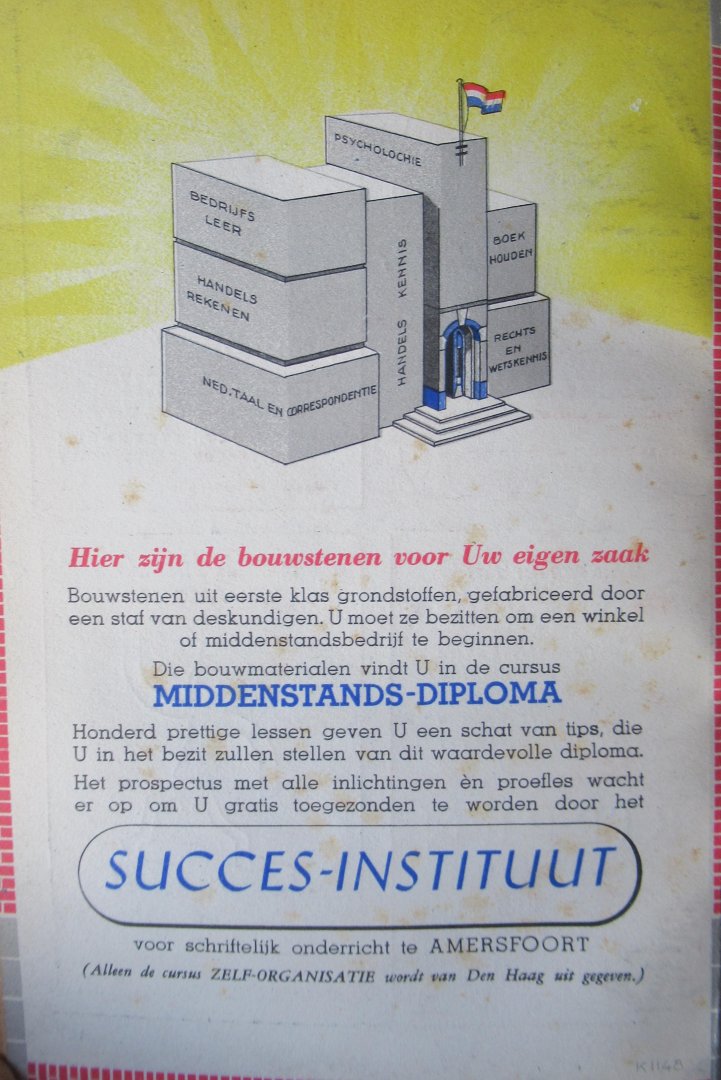 PSYCHOLOCHIE
BEDRIJFS
LEER
HANDELS
REKENEN
NED. TAAL EN CORRESPONDENTIE
HANDELS KENNIS
BOEK
HOUDEN
RECHTS
EN
WETSKENNIS
Hier zijn de bouwstenen voor Uw eigen zaak
Bouwstenen uit eerste klas grondstoffen, gefabriceerd door
een staf van deskundigen. U moet ze bezitten om een winkel
of middenstandsbedrijf te beginnen.
Die bouwmaterialen vindt U in de cursus
MIDDENSTANDS-DIPLOMA
Honderd prettige lessen geven U een schat van tips, die
U in het bezit zullen stellen van dit waardevolle diploma.
Het prospectus met alle inlichtingen èn proefles wacht
er op om U gratis toegezonden te worden door het
SUCCES-INSTITUUT
voor schriftelijk onderricht te AMERSFOORT
(Alleen de cursus ZELF-ORGANISATIE wordt van Den Haag uit gegeven.)
K1148